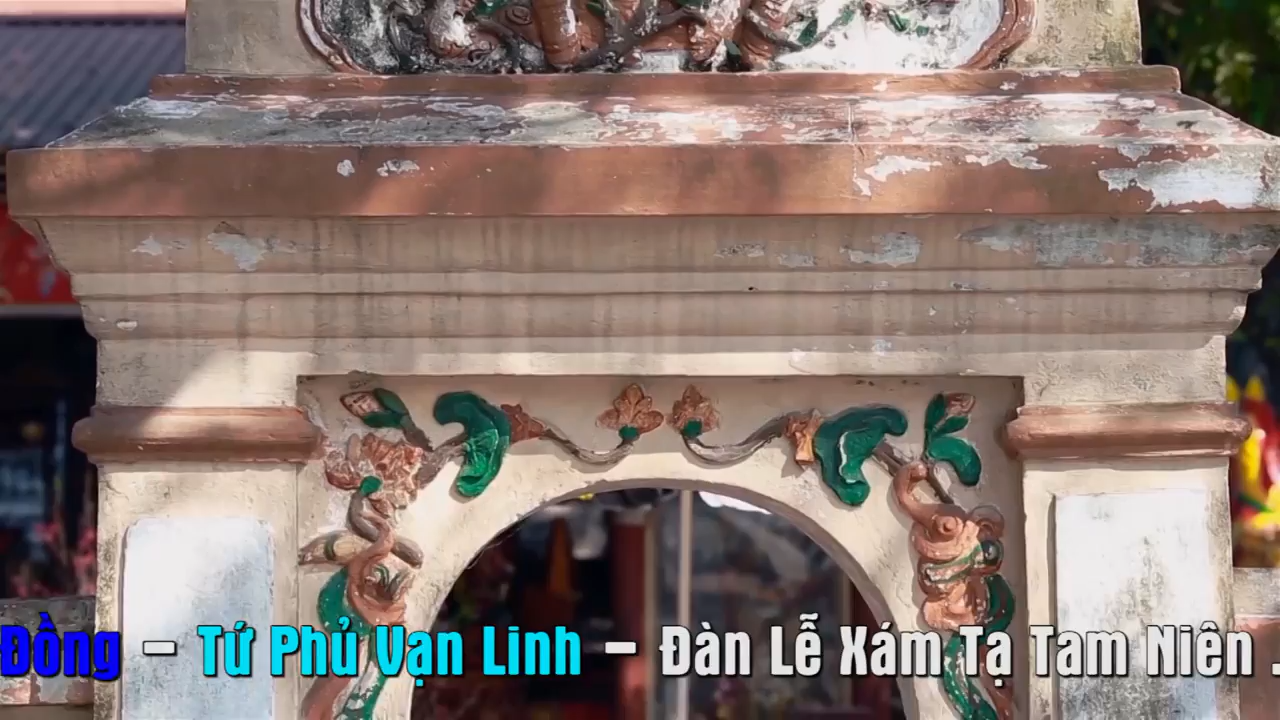 Đồng – Tứ Phủ Vạn Linh – Đàn Lễ Xám Tạ Tam Niên .